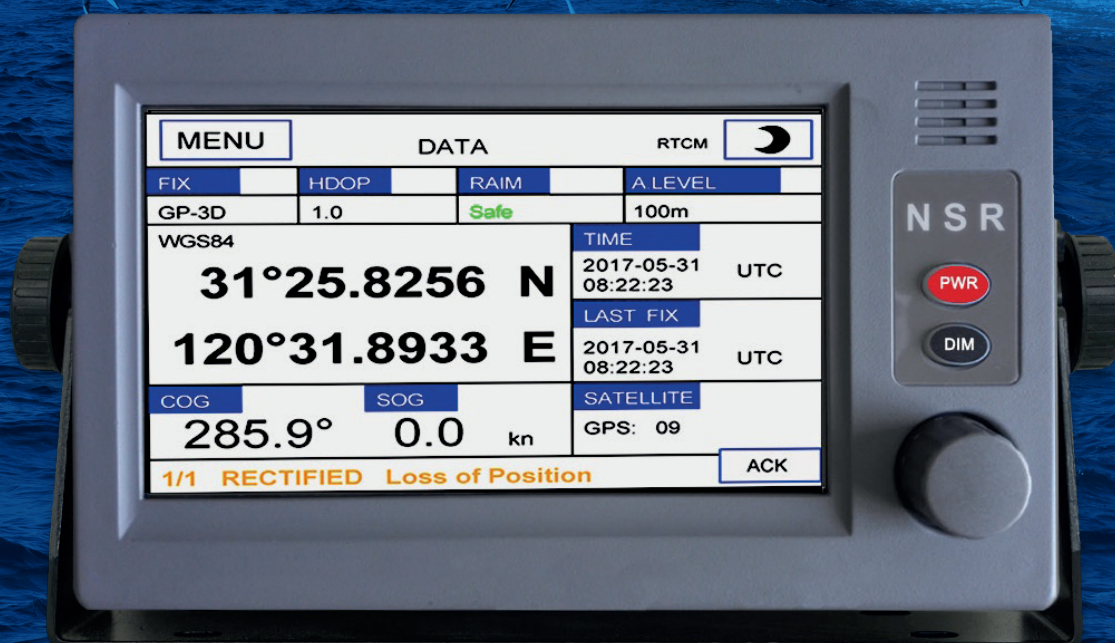 MENU DATA RTCM
FIX HDOP RAIM A LEVEL
GP-3D 1.0 Safe 100m
WGS84
31°25.8256 N
120°31.8933 E
TIME
2017-05-31
08:22:23 UTC
LAST FIX
2017-05-31
08:22:23 UTC
COG SOG
285.9° 0.0 kn
SATELLITE
GPS: 09
1/1 RECTIFIED Loss of Position
ACK
NSR
PWR
DIM